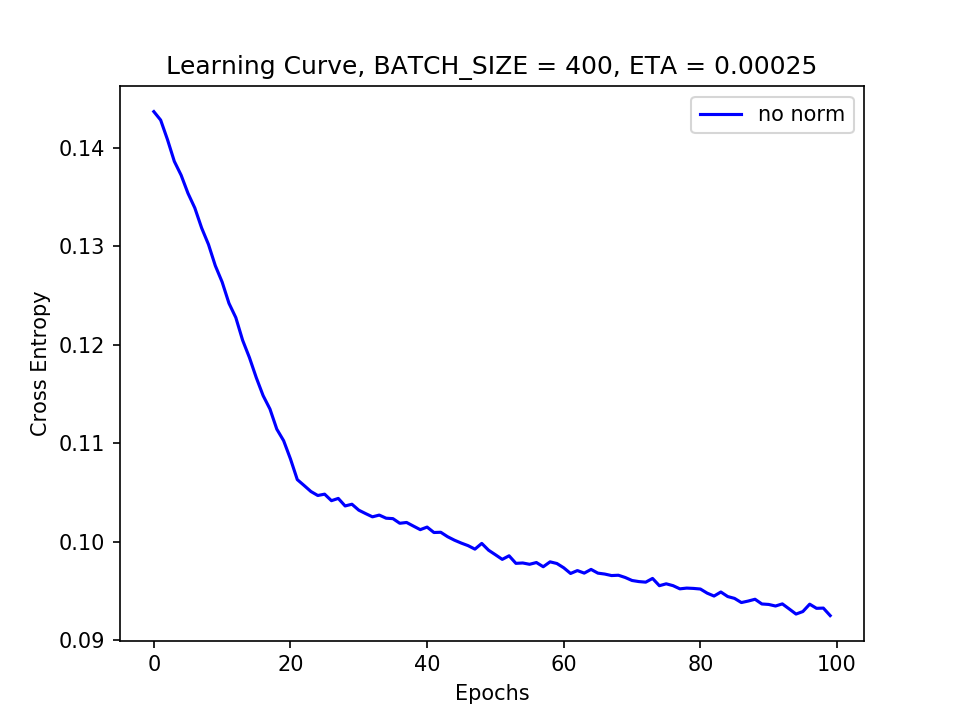 Learning Curve, BATCH_SIZE = 400, ETA = 0.00025
no norm
Cross Entropy
0.14
0.13
0.12
0.11
0.10
0.09
0 20 40 60 80 100
Epochs